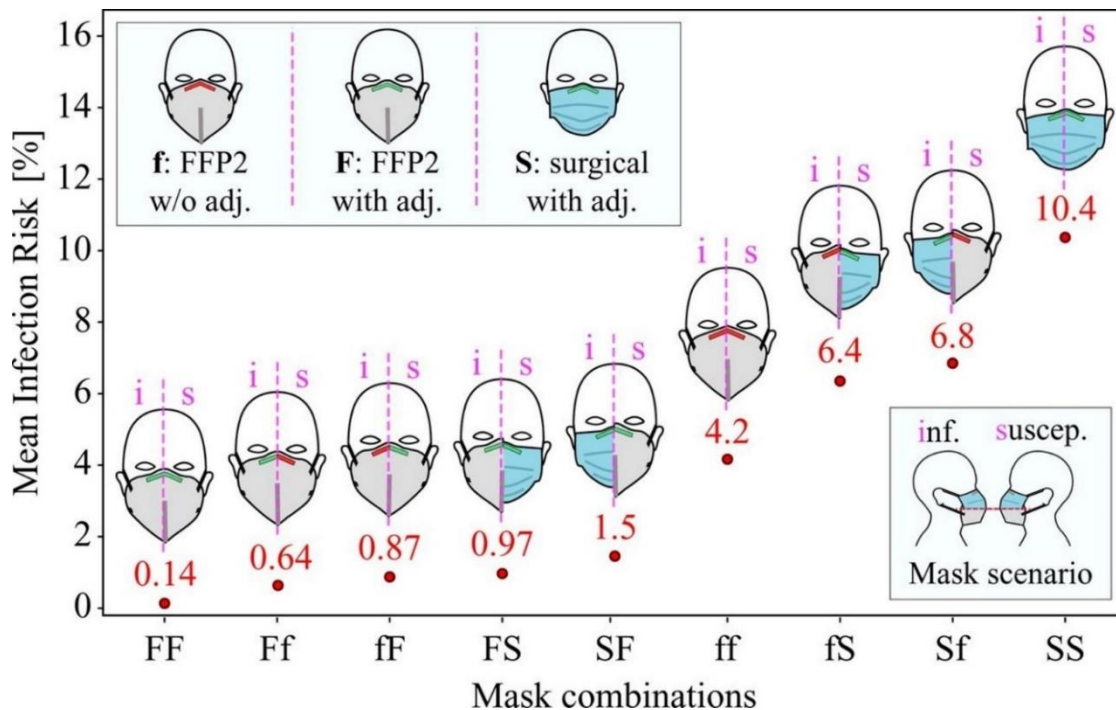 Mean Infection Risk [%]
16
14
12
10
8
6
4
2
0
f: FFP2
w/o adj.
F: FFP2
with adj.
S: surgical
with adj.
i s
0.14
i s
0.64
i s
0.87
i s
0.97
i s
1.5
i s
4.2
i s
6.4
i s
6.8
i s
10.4
inf. suscep.
Mask scenario
FF Ff fF FS SF ff fS Sf SS
Mask combinations